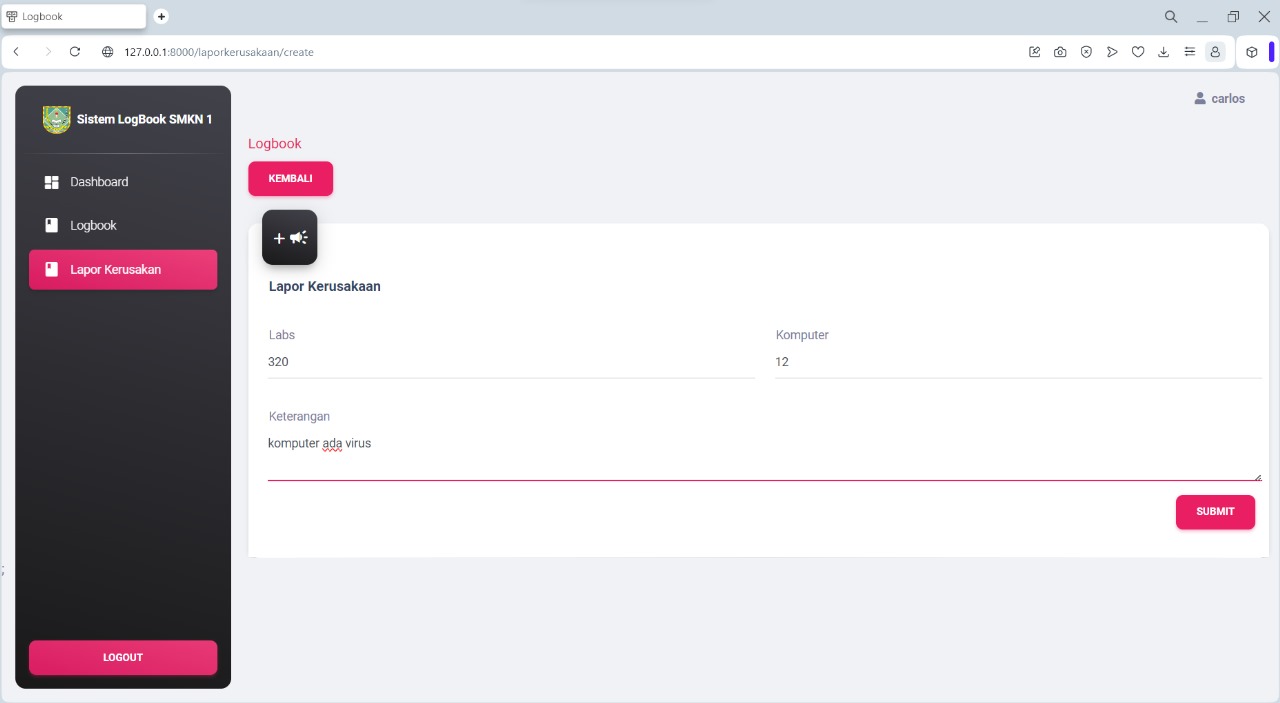 Logbook
127.0.0.1:8000/laporkerusakaan/create
Sistem LogBook SMKN 1
carlos
Dashboard
Logbook
Lapor Kerusakan
LOGOUT
;
Logbook
KEMBALI
+
Lapor Kerusakaan
Labs
Komputer
320
12
Keterangan
komputer ada virus
SUBMIT